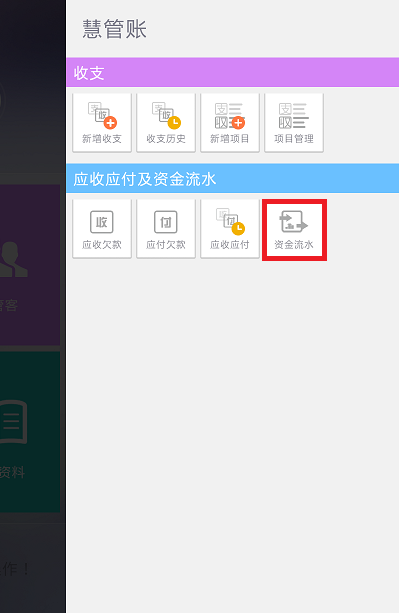 慧管账
收支
新增收支 收支历史 新增项目 项目管理
应收应付及资金流水
收 付
应收欠款 应付欠款 应收应付 资金流水
客
资料
作！